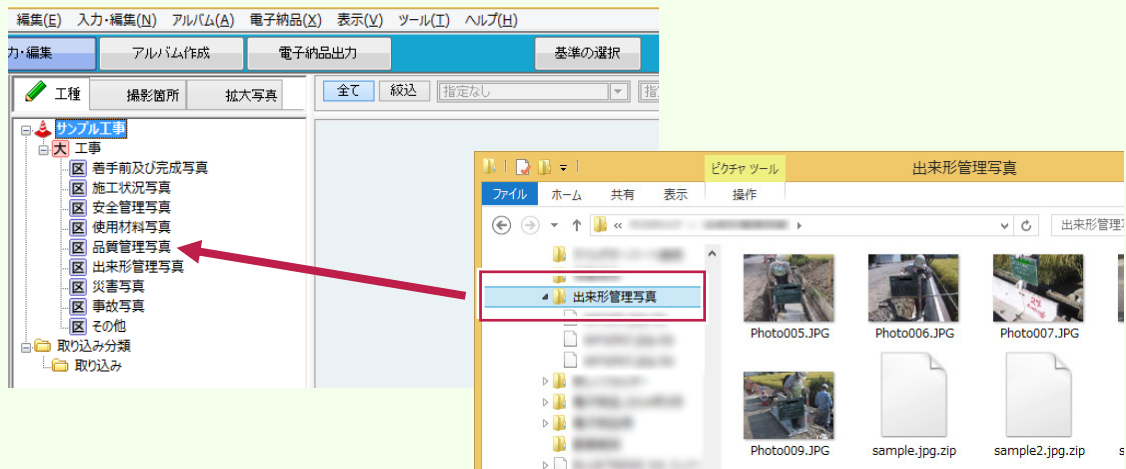 編集(E) 入力・編集(N) アルバム(A) 電子納品(X) 表示(V) ツール(T) ヘルプ(H)
力・編集 アルバム作成 電子納品出力 基準の選択
工種 撮影箇所 拡大写真 全て 絞込 指定なし 指
サンプル工事
大 工事
区 着手前及び完成写真
区 施工状況写真
区 安全管理写真
区 使用材料写真
区 品質管理写真
区 出来形管理写真
区 災害写真
区 事故写真
区 その他
取り込み分類
取り込み
ピクチャ ツール 出来形管理写真
ファイル ホーム 共有 表示 操作
« 出来形管理
出来形管理写真
Photo005.JPG Photo006.JPG Photo007.JPG
Photo009.JPG sample.jpg.zip sample2.jpg.zip s